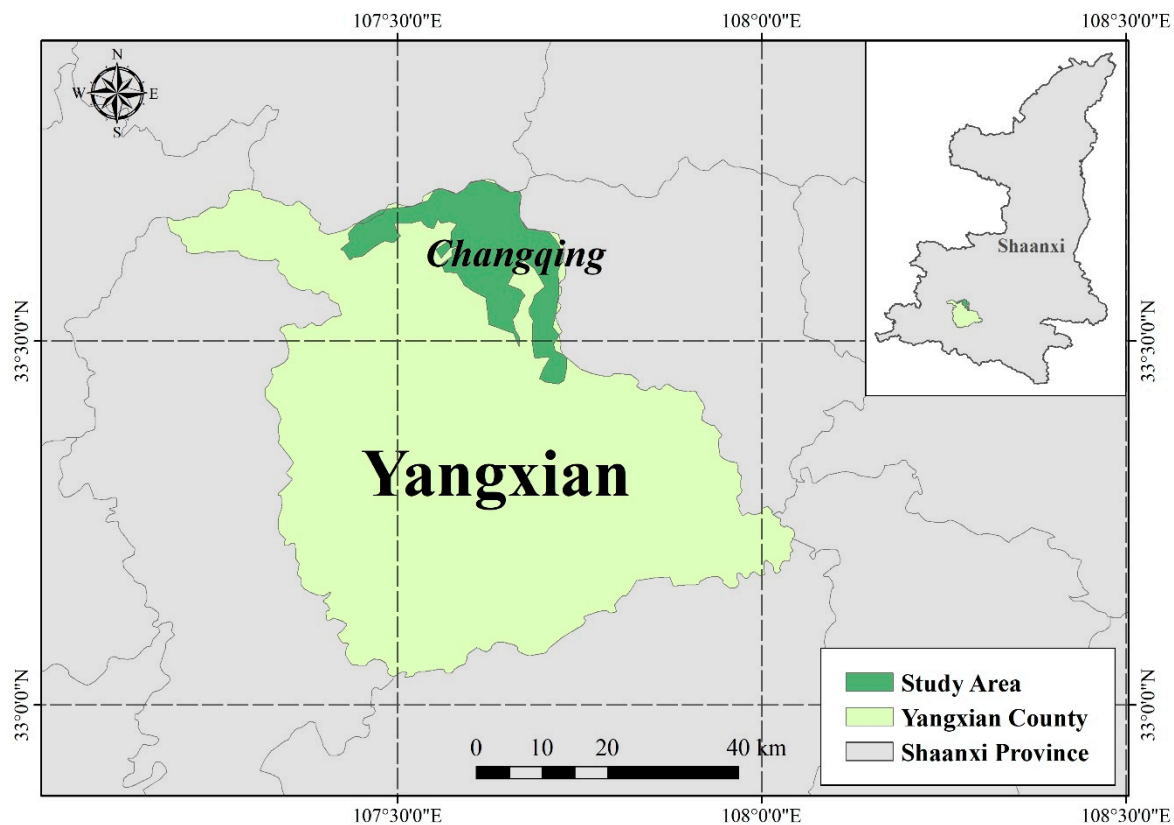 107°30'0"E
108°0'0"E
108°30'0"E
N
W
E
S
Shaanxi
Changqing
33°30'0"N
33°30'0"N
Yangxian
Study Area
Yangxian County
Shaanxi Province
33°0'0"N
33°0'0"N
0 10 20 40 km
107°30'0"E
108°0'0"E
108°30'0"E